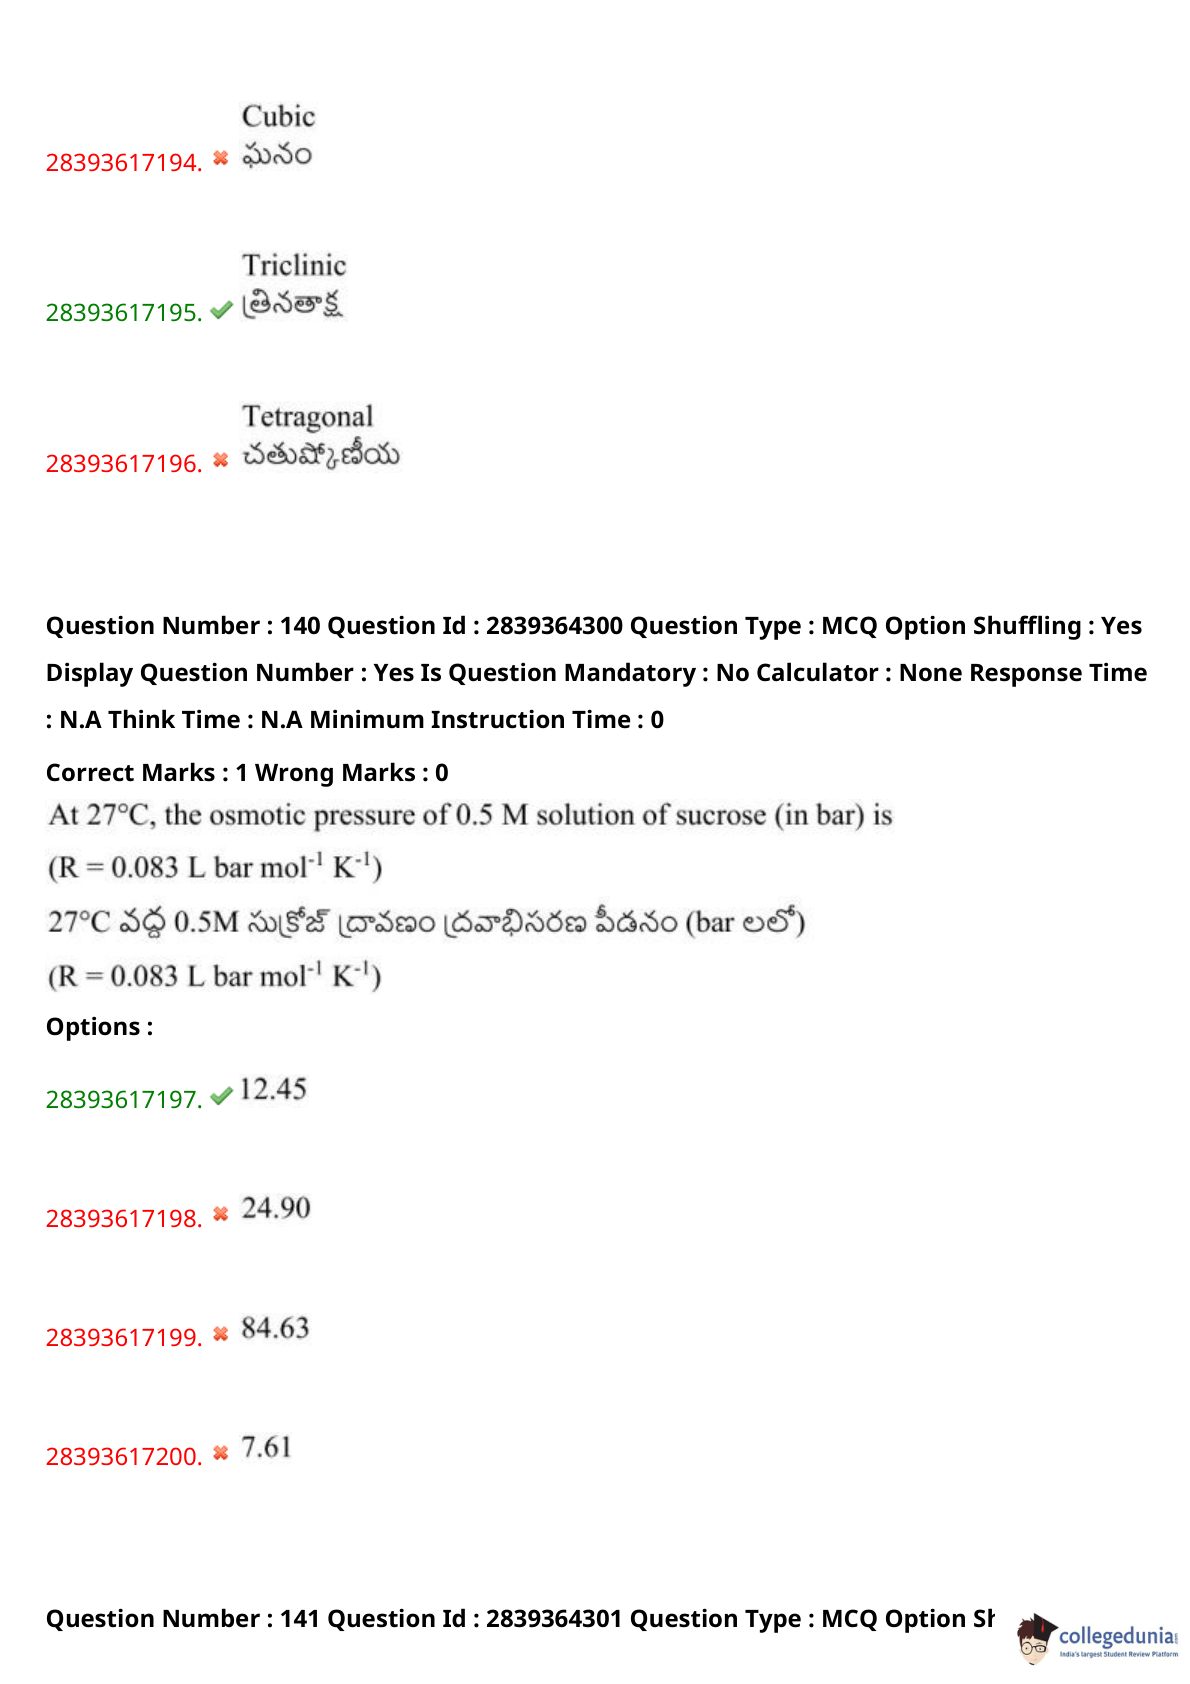 Cubic
28393617194. ఘనం
Triclinic
28393617195. త్రినతాక్ష
Tetragonal
28393617196. చతుష్కోణీయ
Question Number : 140 Question Id : 2839364300 Question Type : MCQ Option Shuffling : Yes
Display Question Number : Yes Is Question Mandatory : No Calculator : None Response Time
: N.A Think Time : N.A Minimum Instruction Time : 0
Correct Marks : 1 Wrong Marks : 0
At 27°C, the osmotic pressure of 0.5 M solution of sucrose (in bar) is
(R = 0.083 L bar mol⁻¹ K⁻¹)
27°C వద్ద 0.5M సుక్రోజ్ ద్రావణం ద్రవాభిసరణ పీడనం (bar లలో)
(R = 0.083 L bar mol⁻¹ K⁻¹)
Options :
28393617197. 12.45
28393617198. 24.90
28393617199. 84.63
28393617200. 7.61
Question Number : 141 Question Id : 2839364301 Question Type : MCQ Option Sh
collegedunia
India's largest Student Review Platform